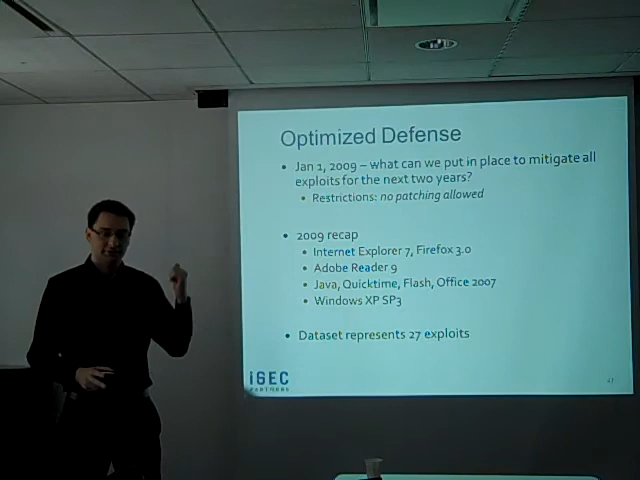 Optimized Defense
• Jan 1, 2009 – what can we put in place to mitigate all
exploits for the next two years?
• Restrictions: no patching allowed
• 2009 recap
• Internet Explorer 7, Firefox 3.0
• Adobe Reader 9
• Java, Quicktime, Flash, Office 2007
• Windows XP SP3
• Dataset represents 27 exploits
iSEC
PARTNERS